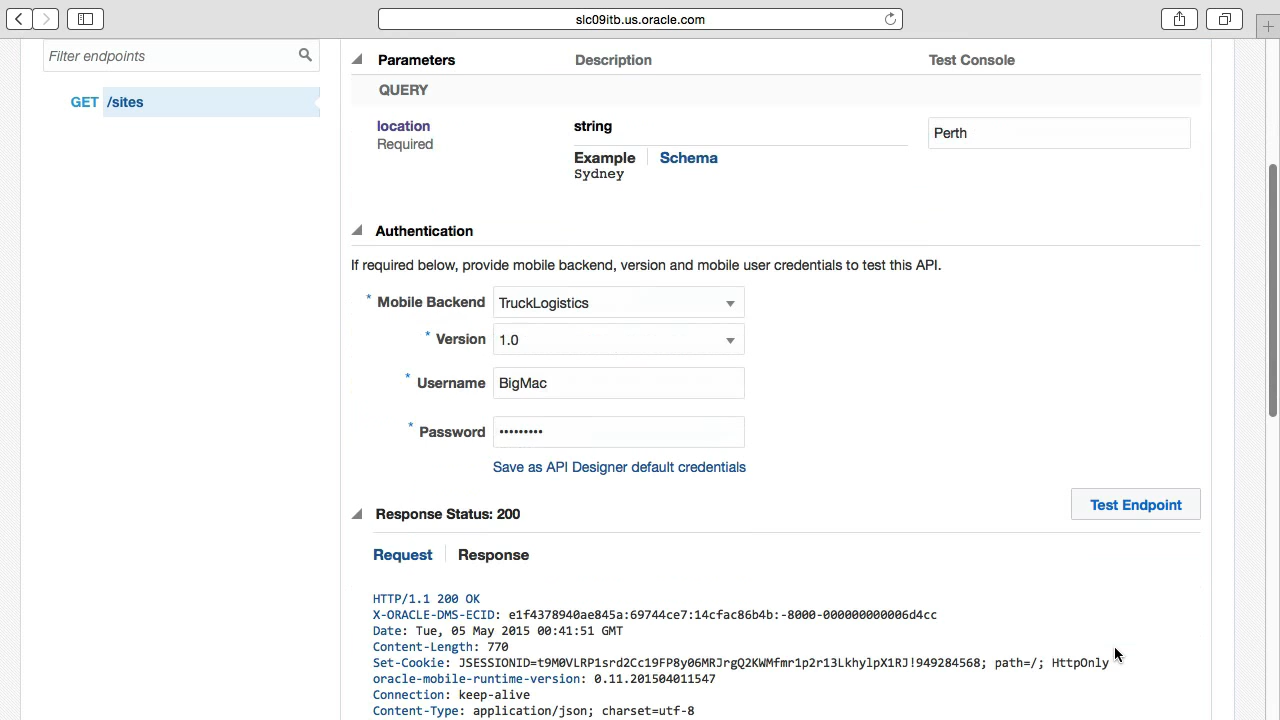 slc09itb.us.oracle.com
Filter endpoints
GET /sites
Parameters Description Test Console
QUERY
location string Perth
Required
Example Schema
Sydney
Authentication
If required below, provide mobile backend, version and mobile user credentials to test this API.
* Mobile Backend TruckLogistics
* Version 1.0
* Username BigMac
* Password •••••••••
Save as API Designer default credentials
Test Endpoint
Response Status: 200
Request Response
HTTP/1.1 200 OK
X-ORACLE-DMS-ECID: e1f4378940ae845a:69744ce7:14cfac86b4b:-8000-000000000006d4cc
Date: Tue, 05 May 2015 00:41:51 GMT
Content-Length: 770
Set-Cookie: JSESSIONID=t9M0VLRP1srd2Cc19FP8y06MRJrgQ2KWMfmr1p2r13LkhylpX1RJ!949284568; path=/; HttpOnly
oracle-mobile-runtime-version: 0.11.201504011547
Connection: keep-alive
Content-Type: application/json; charset=utf-8